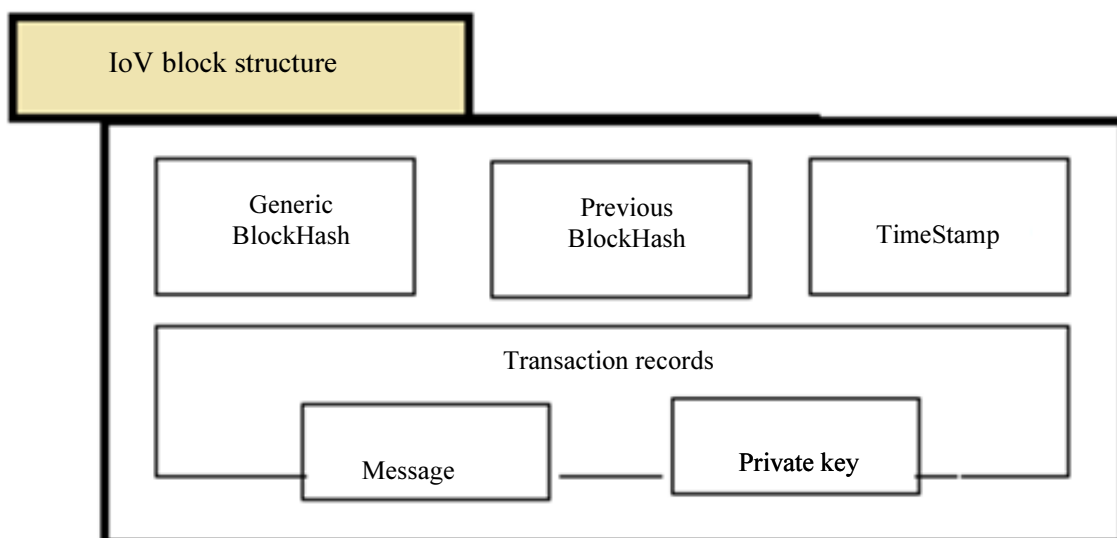 IoV block structure
Generic
BlockHash
Previous
BlockHash
TimeStamp
Transaction records
Message
Private key